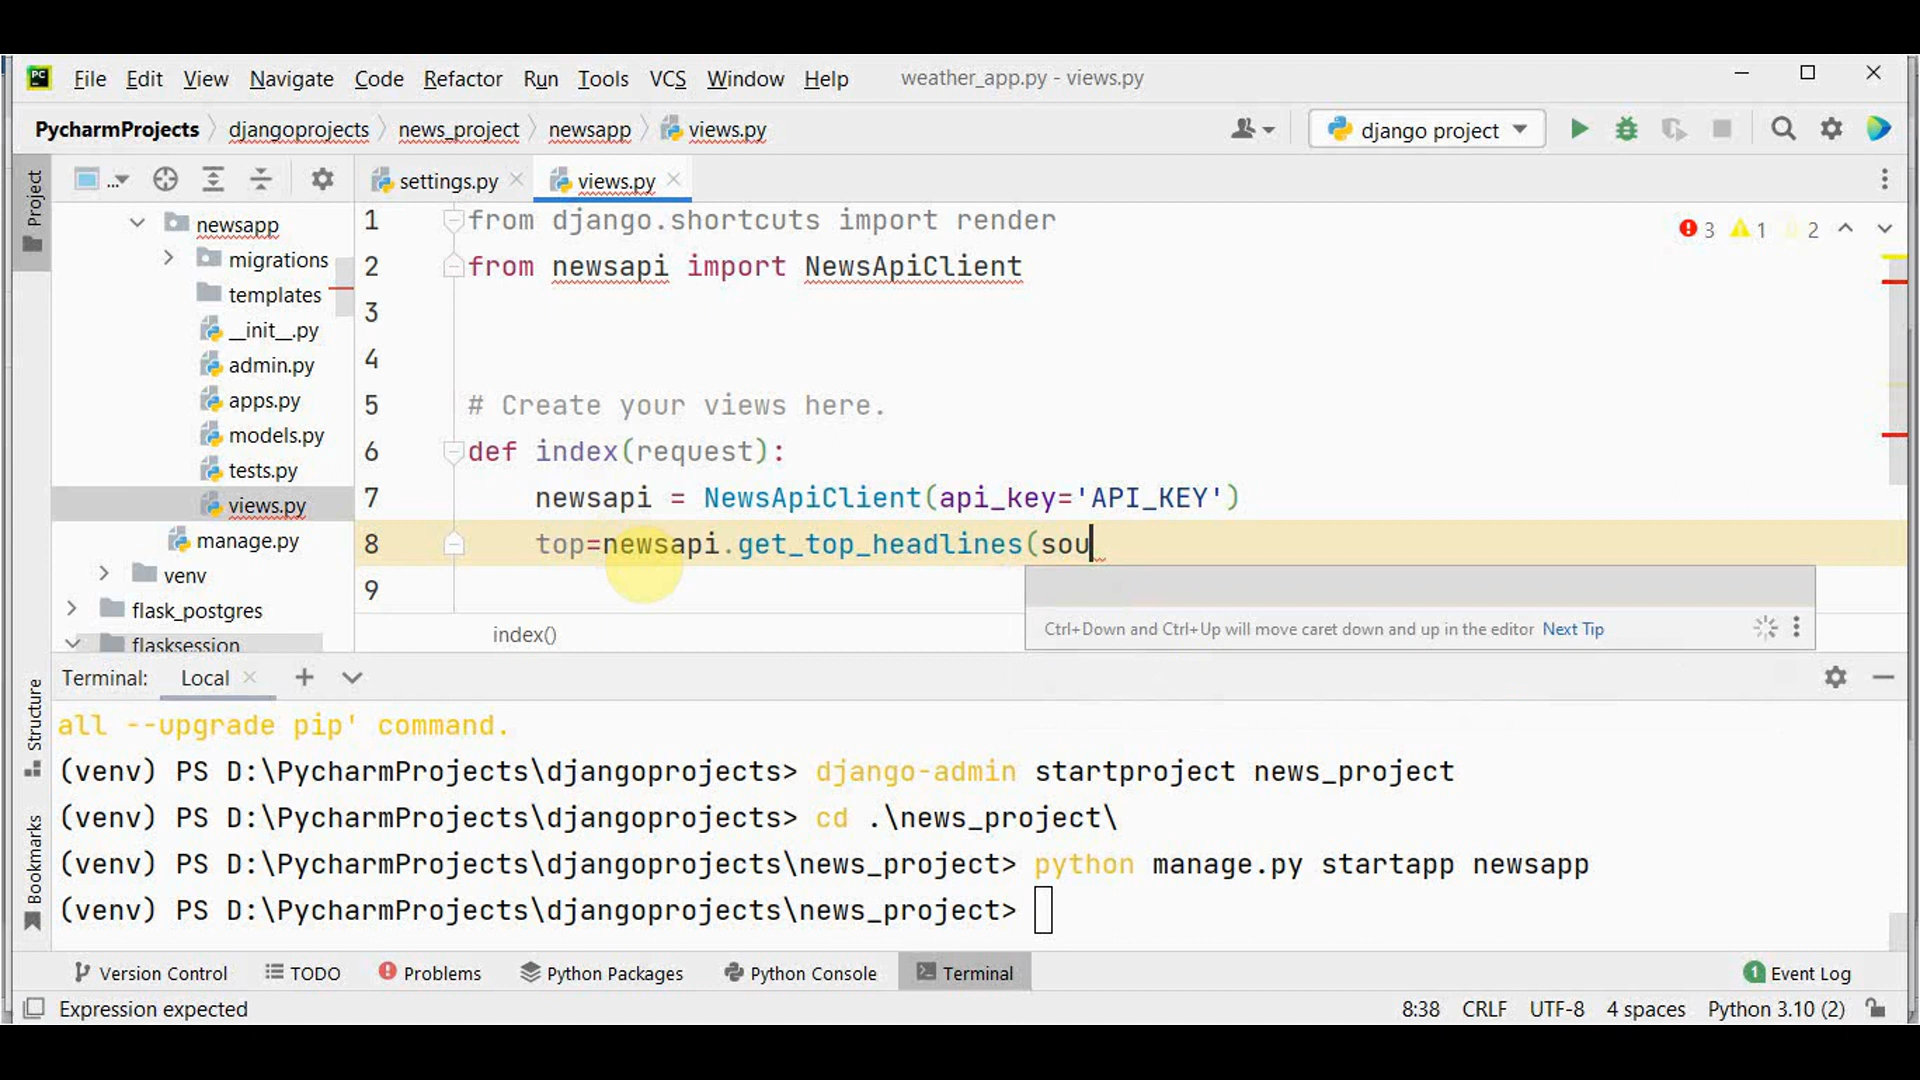 PC File Edit View Navigate Code Refactor Run Tools VCS Window Help weather_app.py - views.py
PycharmProjects djangoprojects news_project newsapp views.py django project
Project
... settings.py views.py
newsapp
migrations
templates
__init__.py
admin.py
apps.py
models.py
tests.py
views.py
manage.py
venv
flask_postgres
flasksession
3 1 2
1 from django.shortcuts import render
2 from newsapi import NewsApiClient
3
4
5 # Create your views here.
6 def index(request):
7 newsapi = NewsApiClient(api_key='API_KEY')
8 top=newsapi.get_top_headlines(sou
9
Ctrl+Down and Ctrl+Up will move caret down and up in the editor Next Tip
index()
Structure
Bookmarks
Terminal: Local
all --upgrade pip' command.
(venv) PS D:\PycharmProjects\djangoprojects> django-admin startproject news_project
(venv) PS D:\PycharmProjects\djangoprojects> cd .\news_project\
(venv) PS D:\PycharmProjects\djangoprojects\news_project> python manage.py startapp newsapp
(venv) PS D:\PycharmProjects\djangoprojects\news_project>
Version Control TODO Problems Python Packages Python Console Terminal 1 Event Log
Expression expected 8:38 CRLF UTF-8 4 spaces Python 3.10 (2)